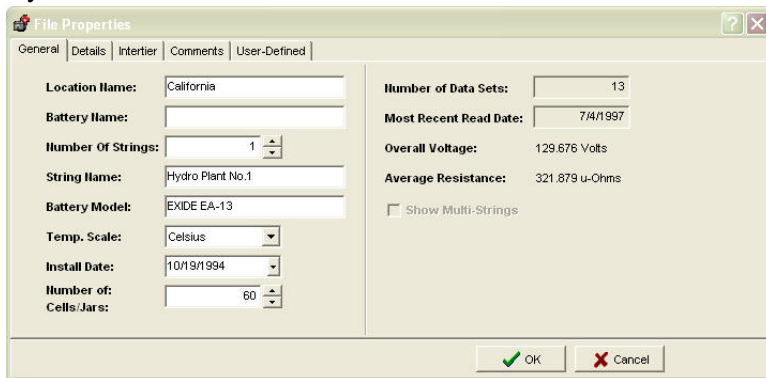 File Properties
General Details Intertier Comments User-Defined
Location Name: California
Battery Name:
Number Of Strings: 1
String Name: Hydro Plant No.1
Battery Model: EXIDE EA-13
Temp. Scale: Celsius
Install Date: 10/19/1994
Number of:
Cells/Jars: 60
Number of Data Sets: 13
Most Recent Read Date: 7/4/1997
Overall Voltage: 129.676 Volts
Average Resistance: 321.879 u-Ohms
Show Multi-Strings
OK Cancel